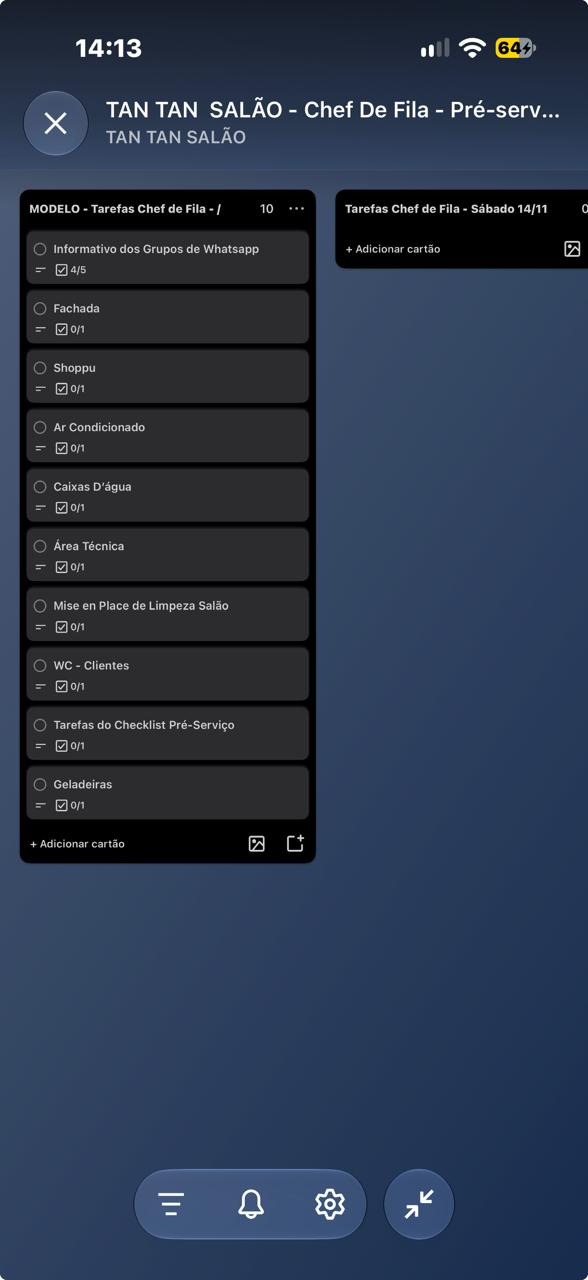 14:13
64
TAN TAN  SALÃO - Chef De Fila - Pré-serv...
TAN TAN SALÃO
MODELO - Tarefas Chef de Fila - / 10
Informativo dos Grupos de Whatsapp
4/5
Fachada
0/1
Shoppu
0/1
Ar Condicionado
0/1
Caixas D'água
0/1
Área Técnica
0/1
Mise en Place de Limpeza Salão
0/1
WC - Clientes
0/1
Tarefas do Checklist Pré-Serviço
0/1
Geladeiras
0/1
+ Adicionar cartão
Tarefas Chef de Fila - Sábado 14/11 0
+ Adicionar cartão